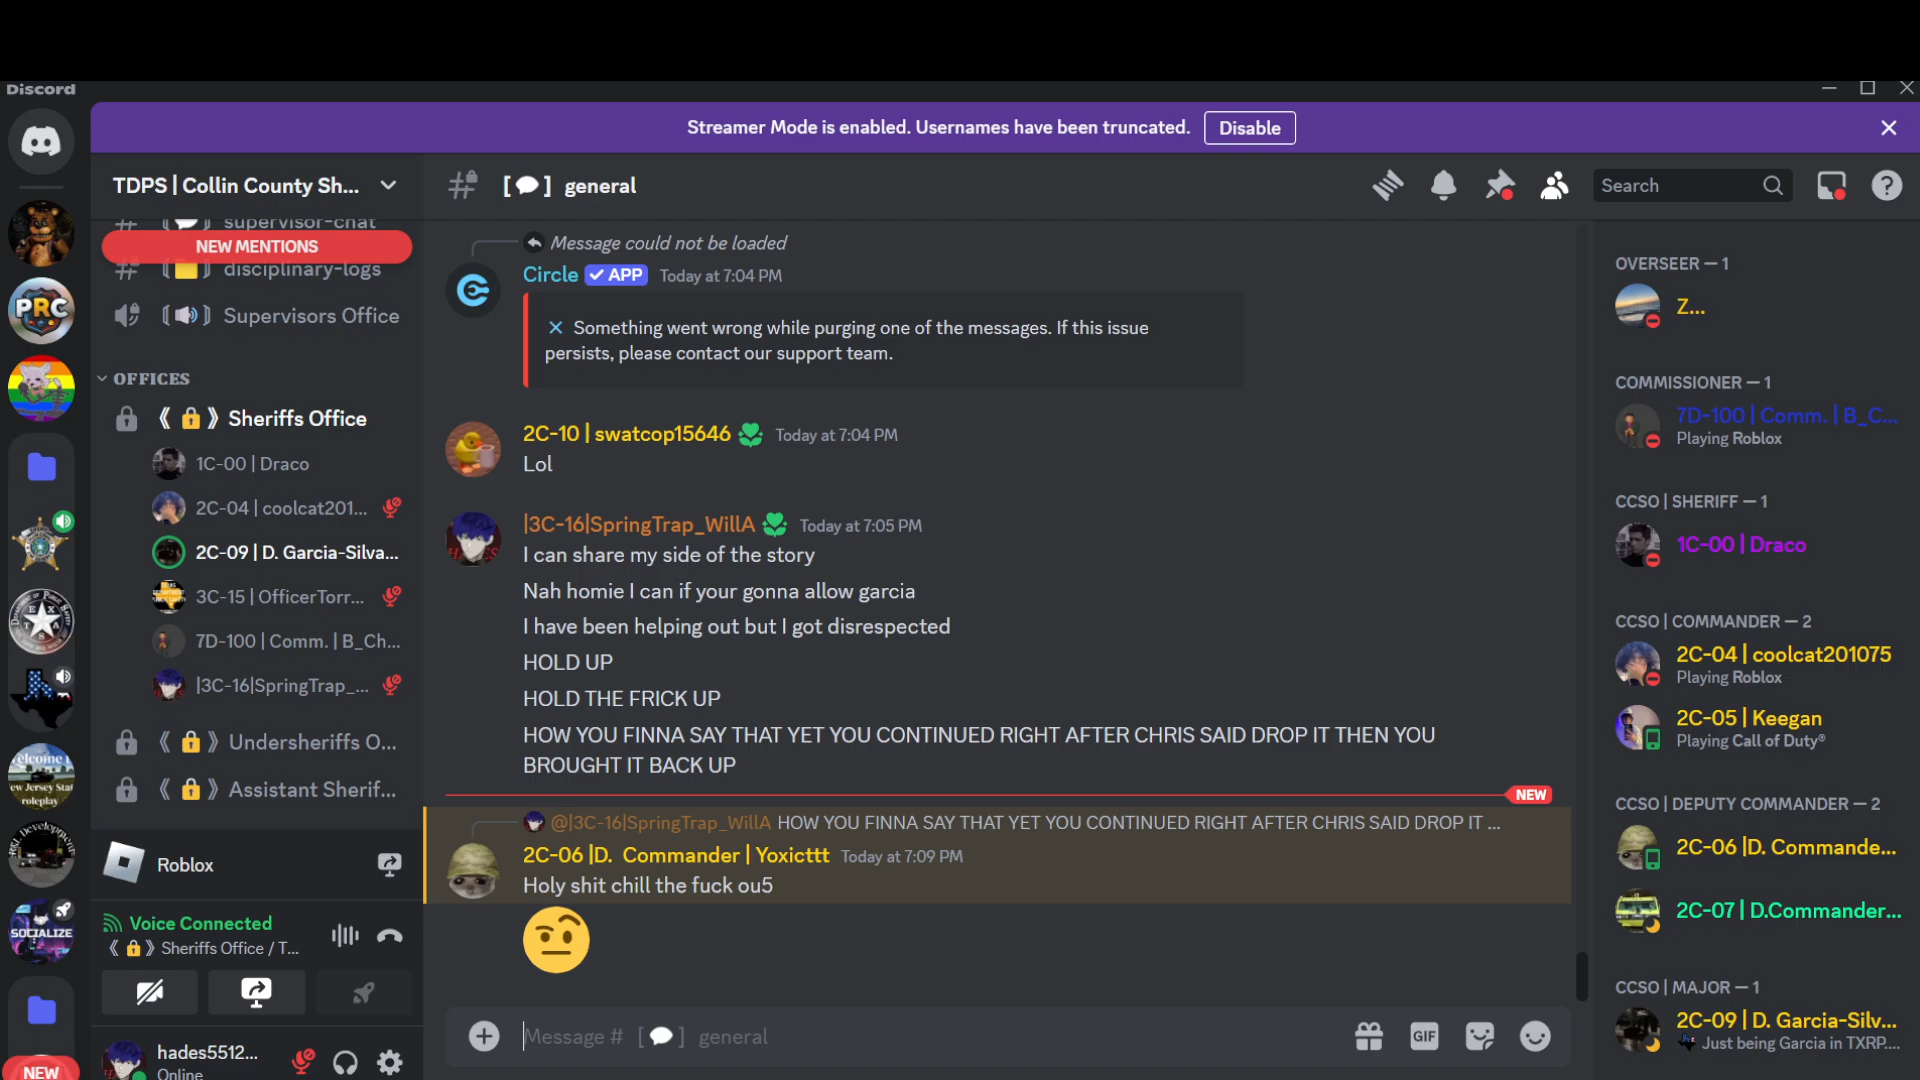 Discord
Streamer Mode is enabled. Usernames have been truncated.
Disable
TDPS | Collin County Sh...
[ ] general
Search
supervisor-chat
NEW MENTIONS
disciplinary-logs
Supervisors Office
OFFICES
《 》 Sheriffs Office
1C-00 | Draco
2C-04 | coolcat201...
2C-09 | D. Garcia-Silva...
3C-15 | OfficerTorr...
7D-100 | Comm. | B_Ch...
|3C-16|SpringTrap_...
《 》 Undersheriffs O...
《 》 Assistant Sherif...
Roblox
Voice Connected
《 》 Sheriffs Office / T...
hades5512...
Online
NEW
PRC
SOCIALIZE
Message could not be loaded
Circle ✓ APP Today at 7:04 PM
✕ Something went wrong while purging one of the messages. If this issue
persists, please contact our support team.
2C-10 | swatcop15646 Today at 7:04 PM
Lol
|3C-16|SpringTrap_WillA Today at 7:05 PM
I can share my side of the story
Nah homie I can if your gonna allow garcia
I have been helping out but I got disrespected
HOLD UP
HOLD THE FRICK UP
HOW YOU FINNA SAY THAT YET YOU CONTINUED RIGHT AFTER CHRIS SAID DROP IT THEN YOU
BROUGHT IT BACK UP
NEW
@|3C-16|SpringTrap_WillA HOW YOU FINNA SAY THAT YET YOU CONTINUED RIGHT AFTER CHRIS SAID DROP IT ...
2C-06 |D. Commander | Yoxicttt Today at 7:09 PM
Holy shit chill the fuck ou5
Message # [ ] general
GIF
OVERSEER — 1
Z...
COMMISSIONER — 1
7D-100 | Comm. | B_C...
Playing Roblox
CCSO | SHERIFF — 1
1C-00 | Draco
CCSO | COMMANDER — 2
2C-04 | coolcat201075
Playing Roblox
2C-05 | Keegan
Playing Call of Duty®
CCSO | DEPUTY COMMANDER — 2
2C-06 |D. Commande...
2C-07 | D.Commander...
CCSO | MAJOR — 1
2C-09 | D. Garcia-Silv...
Just being Garcia in TXRP....